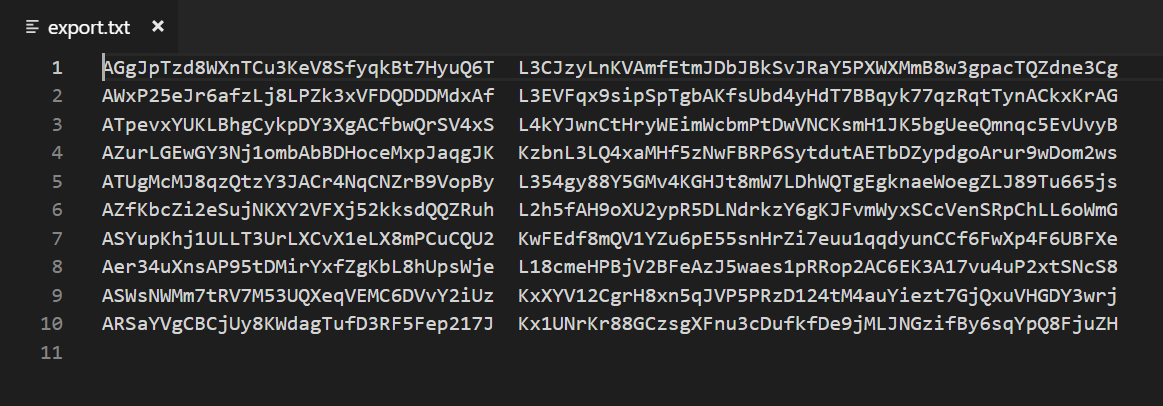 export.txt ×
1 AGgJpTzd8WXnTCu3KeV8SfyqkBt7HyuQ6T L3CJzyLnKVAmfEtmJDbJBkSvJRaY5PXWXMmB8w3gpacTQZdne3Cg
2 AWxP25eJr6afzLj8LPZk3xVFDQDDDMdxAf L3EVFqx9sipSpTgbAKfsUbd4yHdT7BBqyk77qzRqtTynACkxKrAG
3 ATpevxYUKLBhgCykpDY3XgACfbwQrSV4xS L4kYJwnCtHryWEimWcbmPtDwVNCKsmH1JK5bgUeeQmnqc5EvUvyB
4 AZurLGEwGY3Nj1ombAbBDHoceMxpJaqgJK KzbnL3LQ4xaMHf5zNwFBRP6SytdutAETbDZypdgoArur9wDom2ws
5 ATUgMcMJ8qzQtzY3JACr4NqCNZrB9VopBy L354gy88Y5GMv4KGHJt8mW7LDhWQTgEgknaeWoegZLJ89Tu665js
6 AZfKbcZi2eSujNKXY2VFXj52kksdQQZRuh L2h5fAH9oXU2ypR5DLNdrkzY6gKJFvmWyxSCcVenSRpChLL6oWmG
7 ASYupKhj1ULLT3UrLXCvX1eLX8mPCuCQU2 KwFEdf8mQV1YZu6pE55snHrZi7euu1qqdyunCCf6FwXp4F6UBFXe
8 Aer34uXnsAP95tDMirYxfZgKbL8hUpsWje L18cmeHPBjV2BFeAzJ5waes1pRRop2AC6EK3A17vu4uP2xtSNcS8
9 ASWsNWMm7tRV7M53UQXeqVEMC6DVvY2iUz KxXYV12CgrH8xn5qJVP5PRzD124tM4auYiezt7GjQxuVHGDY3wrj
10 ARSaYVgCBCjUy8KWdagTufD3RF5Fep217J Kx1UNrKr88GCzsgXFnu3cDufkfDe9jMLJNGzifBy6sqYpQ8FjuZH
11